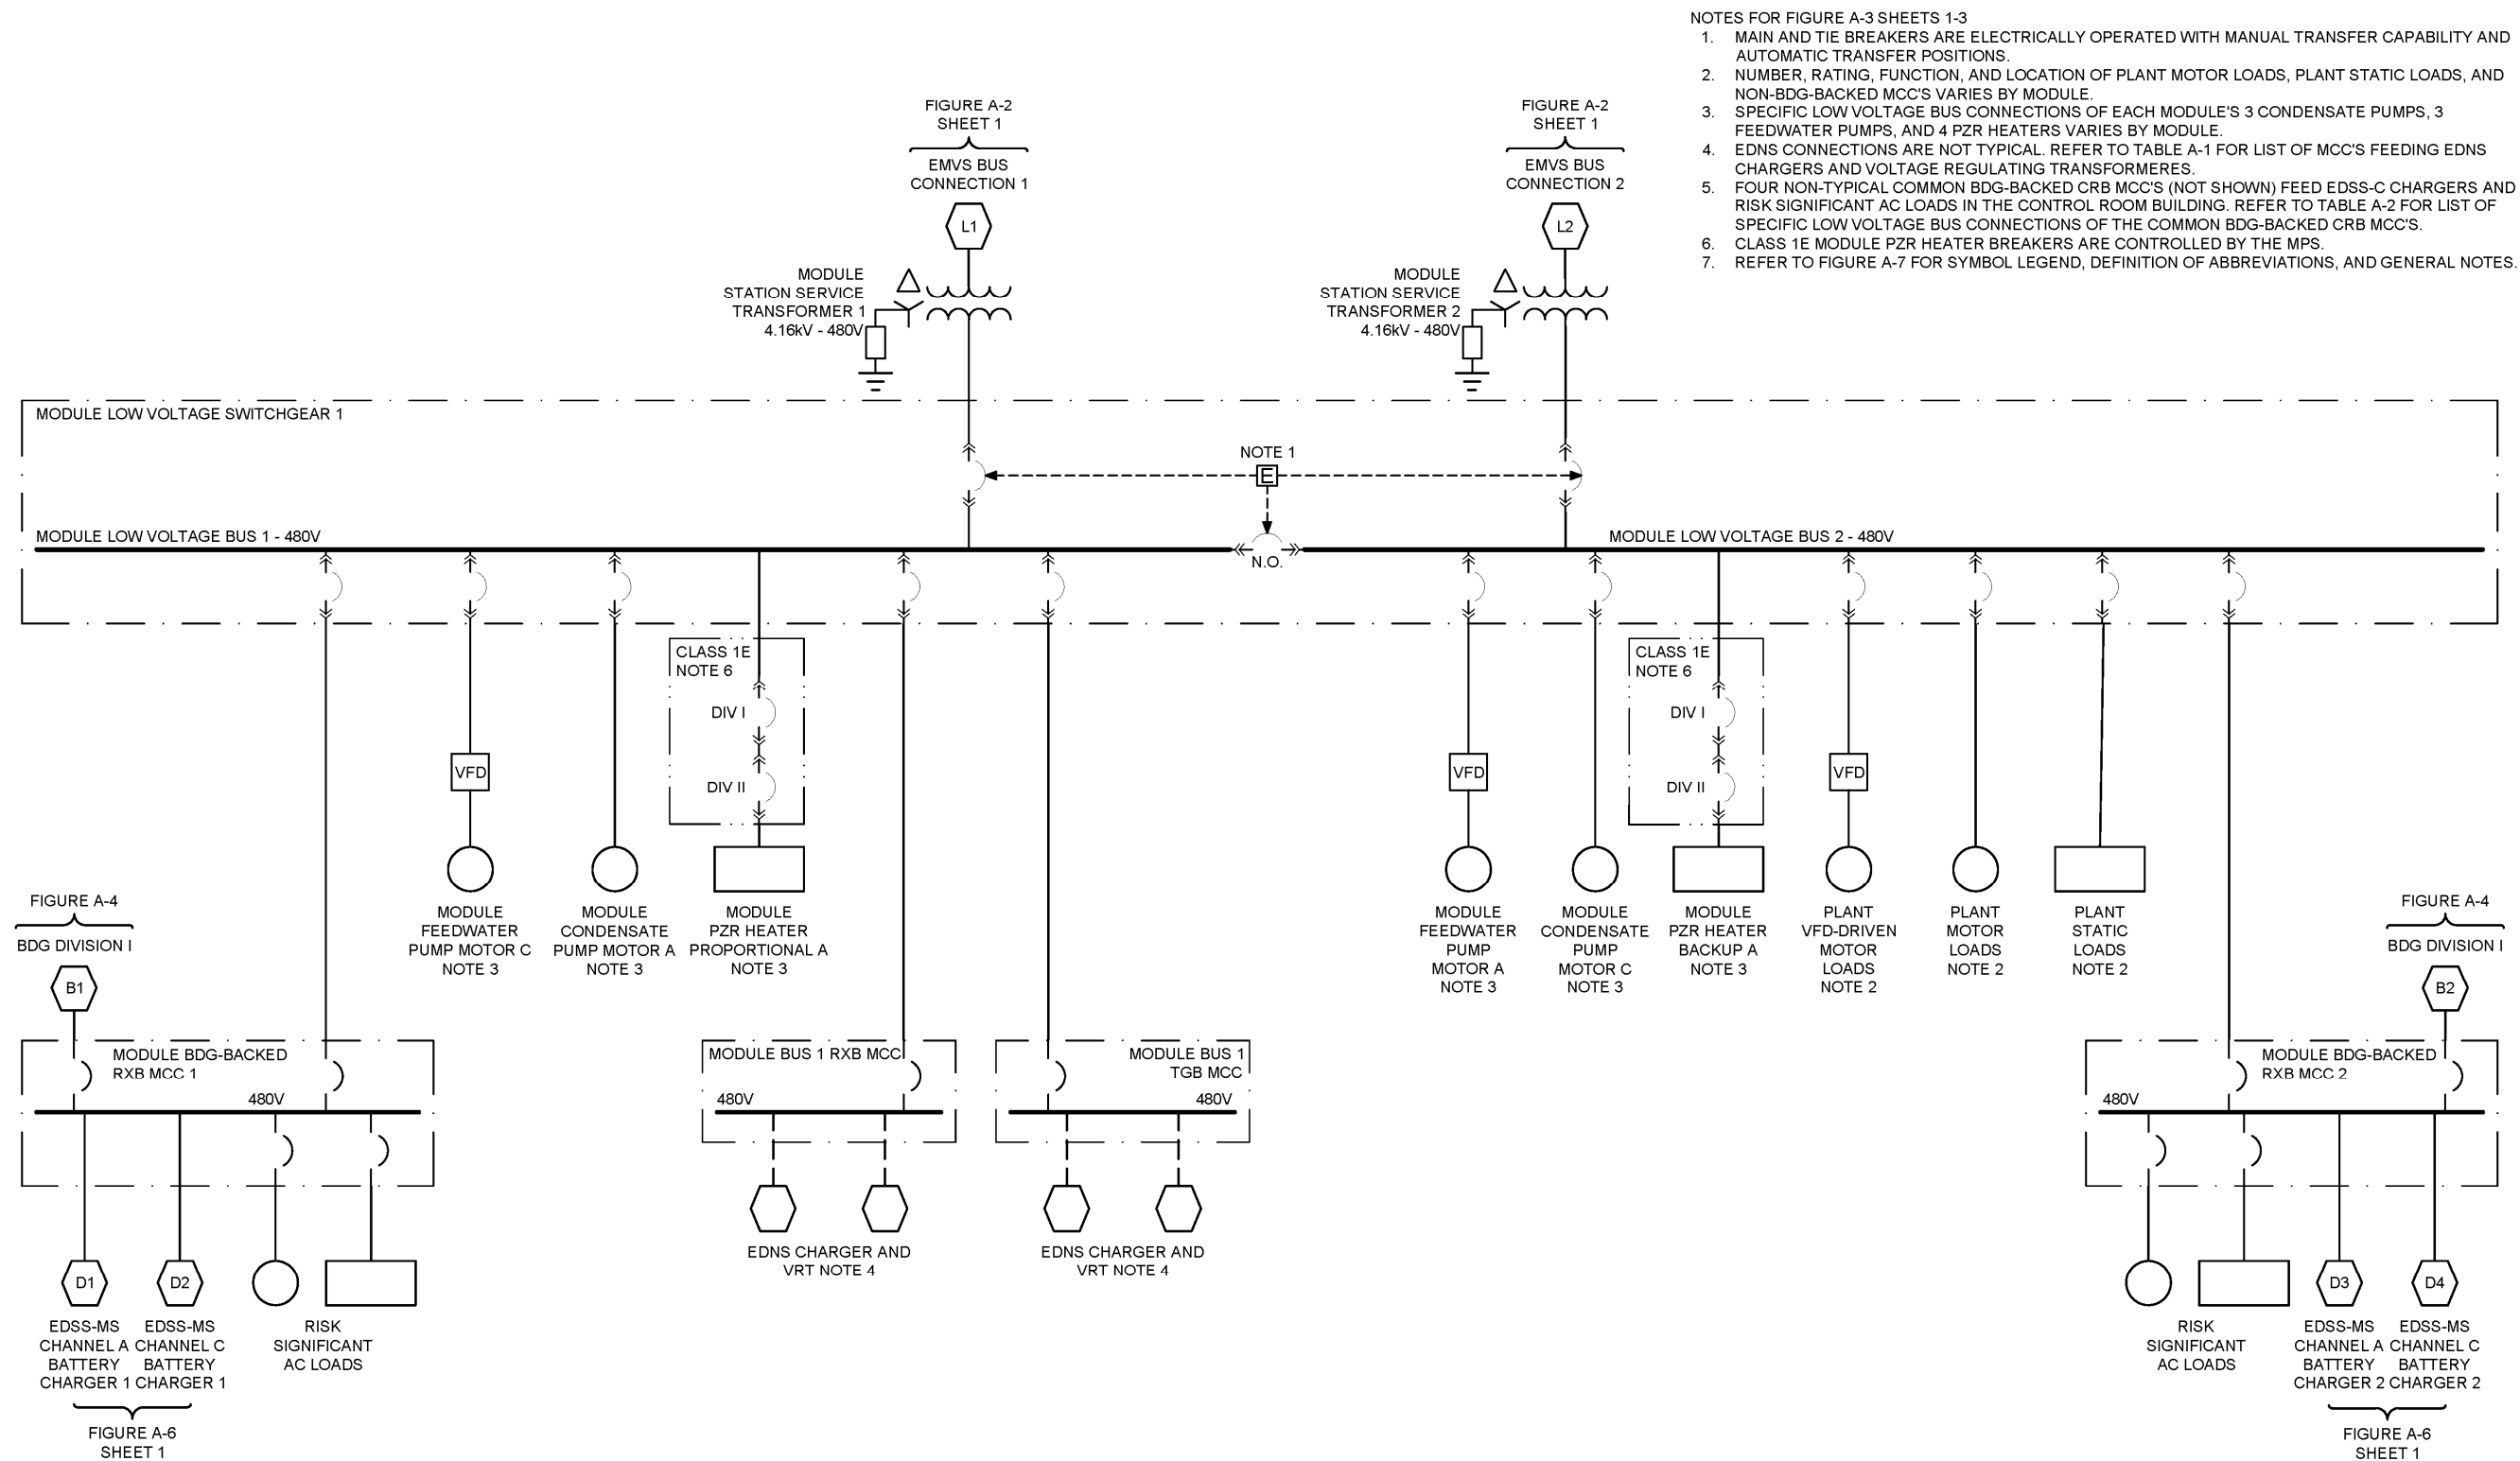 NOTES FOR FIGURE A-3 SHEETS 1-3
1. MAIN AND TIE BREAKERS ARE ELECTRICALLY OPERATED WITH MANUAL TRANSFER CAPABILITY AND
AUTOMATIC TRANSFER POSITIONS.
2. NUMBER, RATING, FUNCTION, AND LOCATION OF PLANT MOTOR LOADS, PLANT STATIC LOADS, AND
NON-BDG-BACKED MCC'S VARIES BY MODULE.
3. SPECIFIC LOW VOLTAGE BUS CONNECTIONS OF EACH MODULE'S 3 CONDENSATE PUMPS, 3
FEEDWATER PUMPS, AND 4 PZR HEATERS VARIES BY MODULE.
4. EDNS CONNECTIONS ARE NOT TYPICAL. REFER TO TABLE A-1 FOR LIST OF MCC'S FEEDING EDNS
CHARGERS AND VOLTAGE REGULATING TRANSFORMERES.
5. FOUR NON-TYPICAL COMMON BDG-BACKED CRB MCC'S (NOT SHOWN) FEED EDSS-C CHARGERS AND
RISK SIGNIFICANT AC LOADS IN THE CONTROL ROOM BUILDING. REFER TO TABLE A-2 FOR LIST OF
SPECIFIC LOW VOLTAGE BUS CONNECTIONS OF THE COMMON BDG-BACKED CRB MCC'S.
6. CLASS 1E MODULE PZR HEATER BREAKERS ARE CONTROLLED BY THE MPS.
7. REFER TO FIGURE A-7 FOR SYMBOL LEGEND, DEFINITION OF ABBREVIATIONS, AND GENERAL NOTES.
FIGURE A-2
SHEET 1
EMVS BUS
CONNECTION 1
L1
MODULE
STATION SERVICE
TRANSFORMER 1
4.16kV - 480V
FIGURE A-2
SHEET 1
EMVS BUS
CONNECTION 2
L2
MODULE
STATION SERVICE
TRANSFORMER 2
4.16kV - 480V
MODULE LOW VOLTAGE SWITCHGEAR 1
NOTE 1
E
MODULE LOW VOLTAGE BUS 1 - 480V
N.O.
MODULE LOW VOLTAGE BUS 2 - 480V
CLASS 1E
NOTE 6
DIV I
DIV II
CLASS 1E
NOTE 6
DIV I
DIV II
VFD
VFD
VFD
MODULE
FEEDWATER
PUMP MOTOR C
NOTE 3
MODULE
CONDENSATE
PUMP MOTOR A
NOTE 3
MODULE
PZR HEATER
PROPORTIONAL A
NOTE 3
MODULE
FEEDWATER
PUMP
MOTOR A
NOTE 3
MODULE
CONDENSATE
PUMP
MOTOR C
NOTE 3
MODULE
PZR HEATER
BACKUP A
NOTE 3
PLANT
VFD-DRIVEN
MOTOR
LOADS
NOTE 2
PLANT
MOTOR
LOADS
NOTE 2
PLANT
STATIC
LOADS
NOTE 2
FIGURE A-4
BDG DIVISION I
B1
FIGURE A-4
BDG DIVISION I
B2
MODULE BDG-BACKED
RXB MCC 1
480V
MODULE BUS 1 RXB MCC
480V
MODULE BUS 1
TGB MCC
480V
MODULE BDG-BACKED
RXB MCC 2
480V
EDNS CHARGER AND
VRT NOTE 4
EDNS CHARGER AND
VRT NOTE 4
D1
D2
EDSS-MS
CHANNEL A
BATTERY
CHARGER 1
EDSS-MS
CHANNEL C
BATTERY
CHARGER 1
RISK
SIGNIFICANT
AC LOADS
FIGURE A-6
SHEET 1
D3
D4
RISK
SIGNIFICANT
AC LOADS
EDSS-MS
CHANNEL A
BATTERY
CHARGER 2
EDSS-MS
CHANNEL C
BATTERY
CHARGER 2
FIGURE A-6
SHEET 1